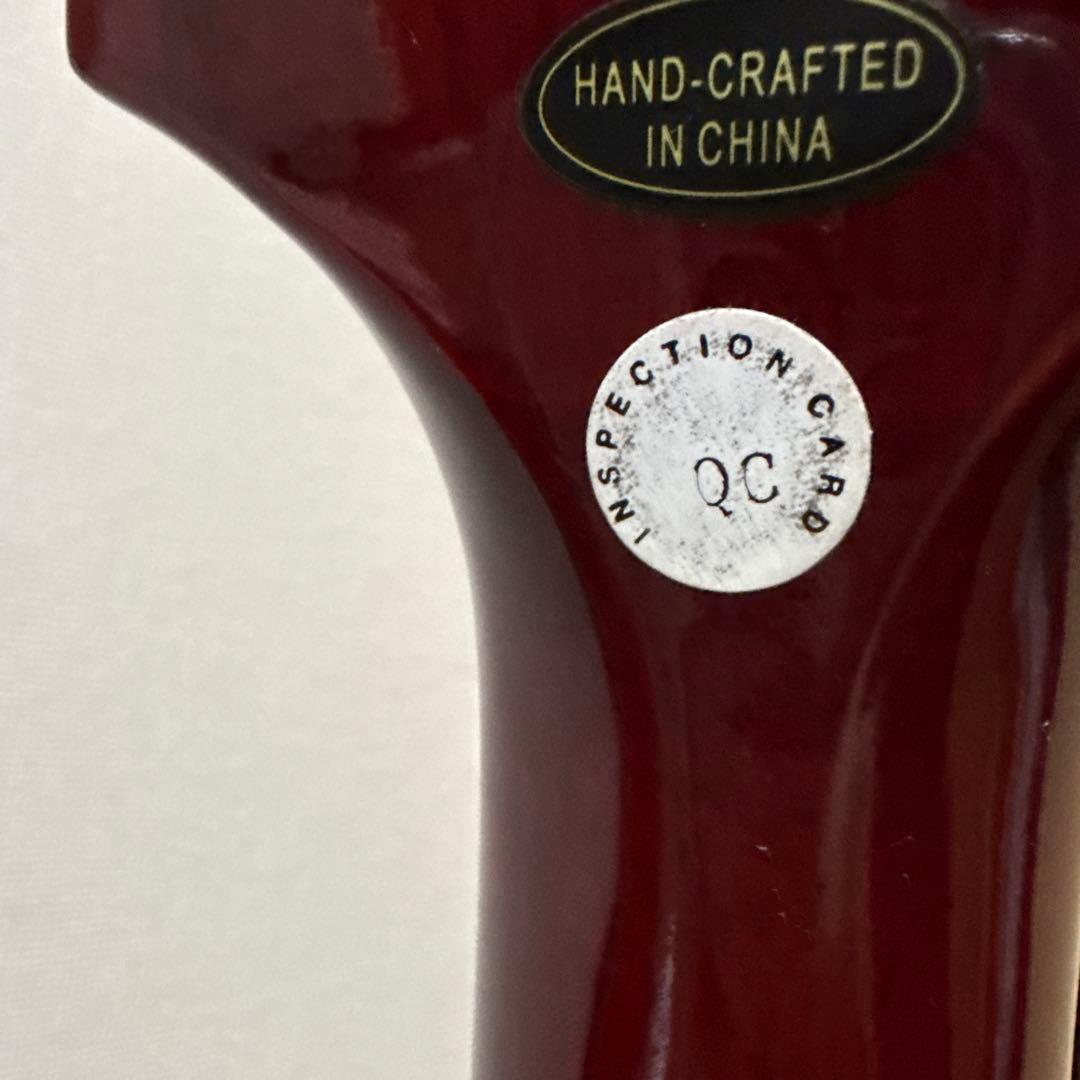 HAND-CRAFTED
IN CHINA
INSPECTION CARD
QC